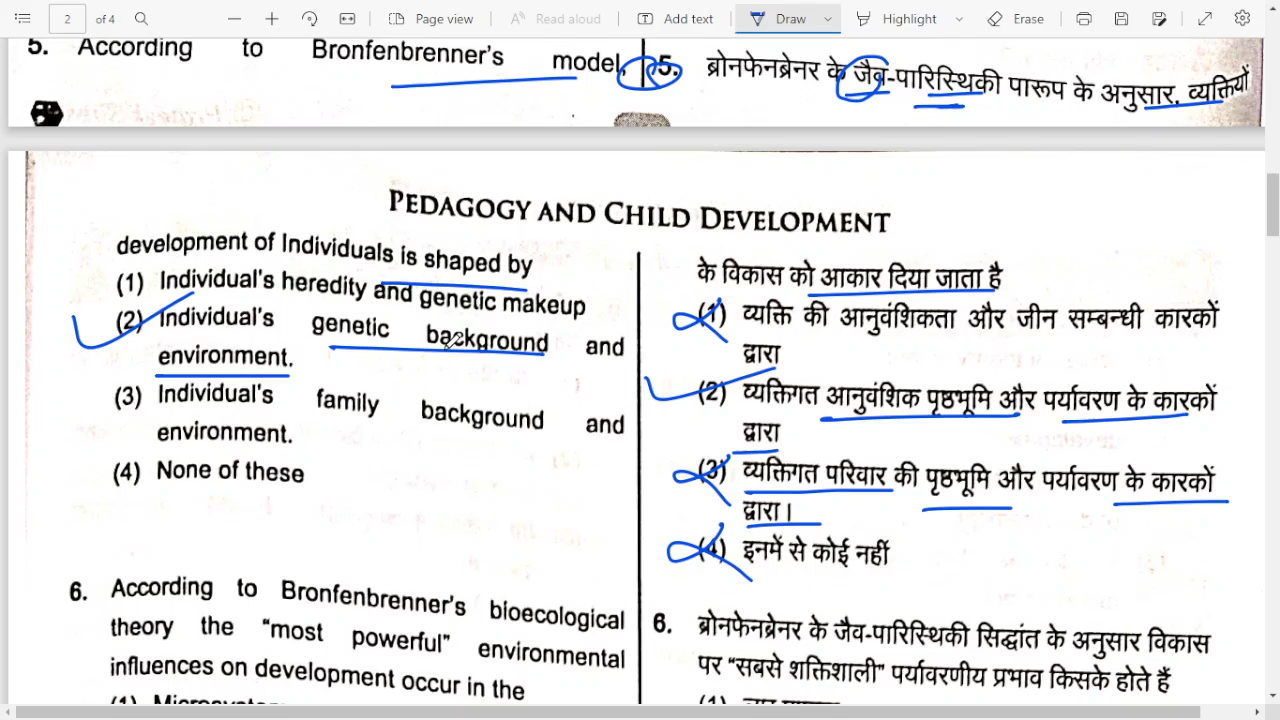 2 of 4 Page view Read aloud Add text Draw Highlight Erase
5. According to Bronfenbrenner's model,
development of Individuals is shaped by
(1) Individual's heredity and genetic makeup
(2) Individual's genetic background and
environment.
(3) Individual's family background and
environment.
(4) None of these
6. According to Bronfenbrenner's bioecological
theory the “most powerful” environmental
influences on development occur in the
PEDAGOGY AND CHILD DEVELOPMENT
5. ब्रोनफेनब्रेनर के जैव-पारिस्थिकी पारूप के अनुसार, व्यक्तियों
के विकास को आकार दिया जाता है
(1) व्यक्ति की आनुवंशिकता और जीन सम्बन्धी कारकों
द्वारा
(2) व्यक्तिगत आनुवंशिक पृष्ठभूमि और पर्यावरण के कारकों
द्वारा
(3) व्यक्तिगत परिवार की पृष्ठभूमि और पर्यावरण के कारकों
द्वारा।
(4) इनमें से कोई नहीं
6. ब्रोनफेनब्रेनर के जैव-पारिस्थिकी सिद्धांत के अनुसार विकास
पर “सबसे शक्तिशाली” पर्यावरणीय प्रभाव किसके होते हैं